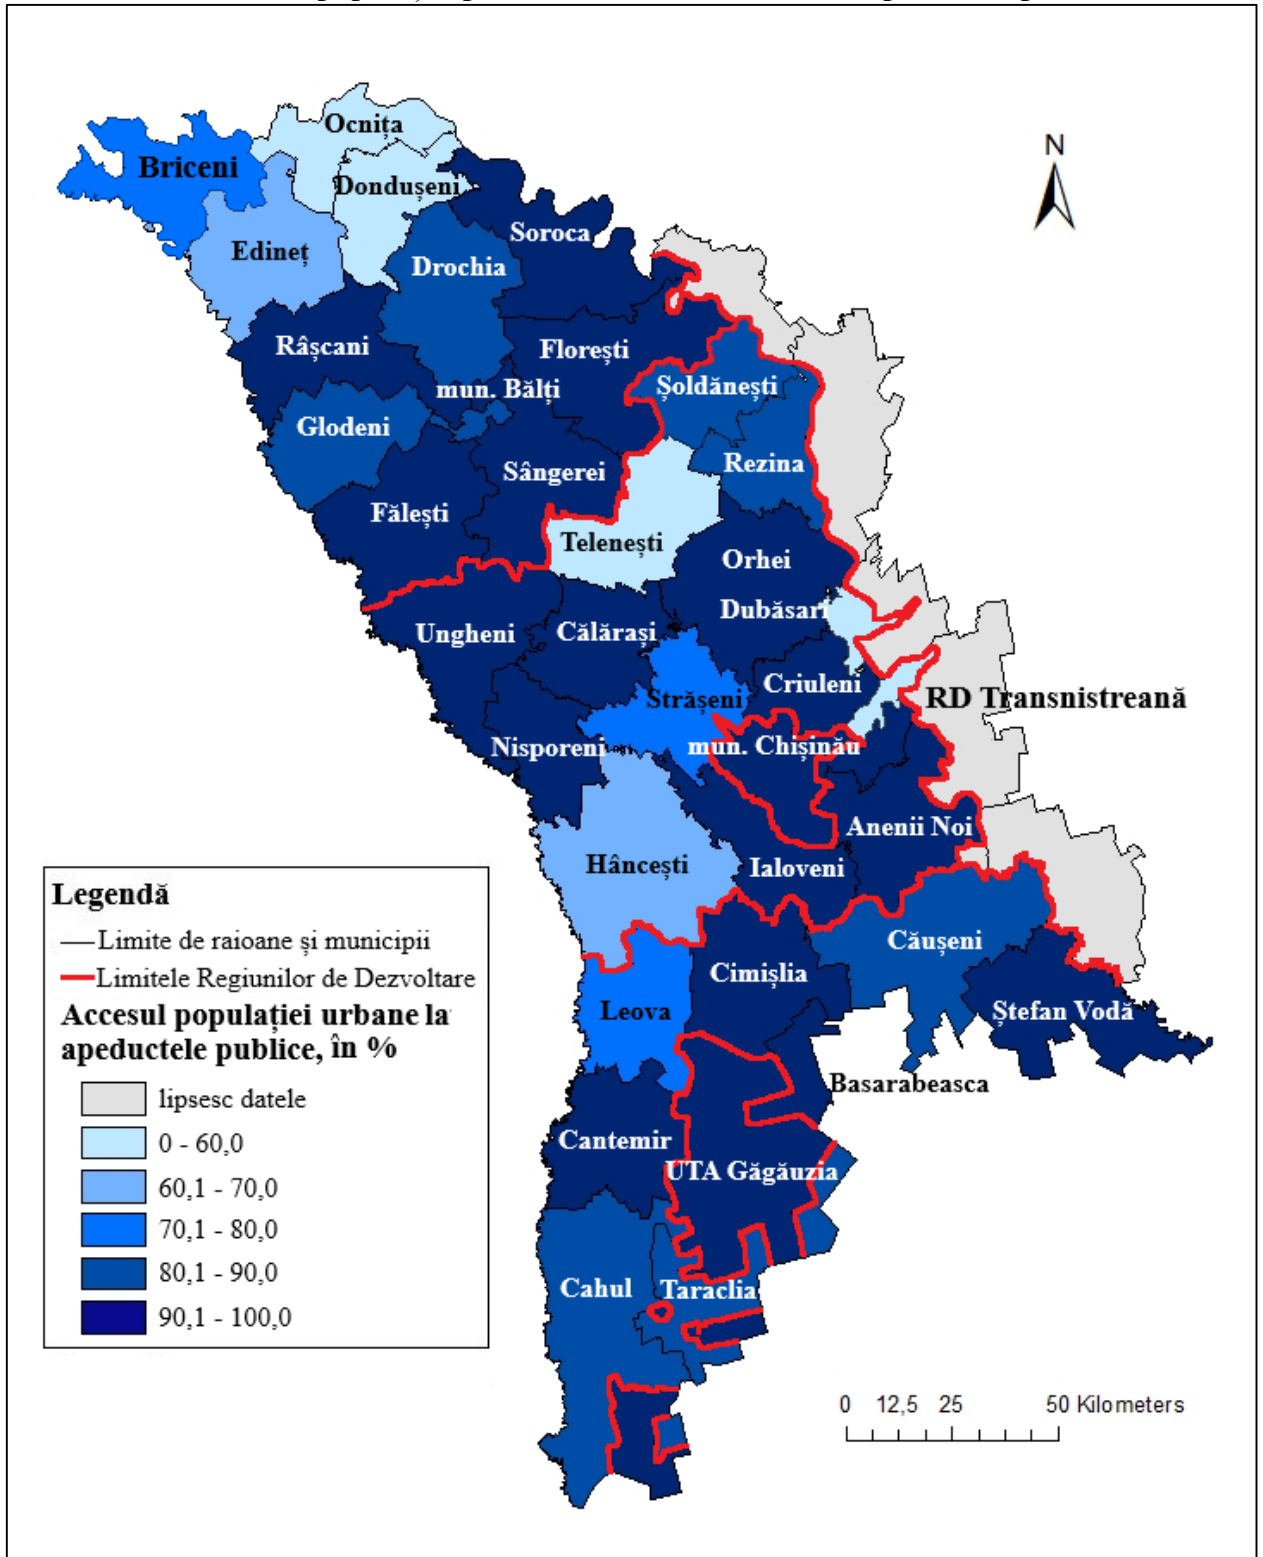 N
Ocnița
Briceni
Dondușeni
Soroca
Edineț
Drochia
Râșcani
Florești
Șoldănești
mun. Bălți
Glodeni
Rezina
Sângerei
Fălești
Telenești
Orhei
Dubăsari
Ungheni
Călărași
Criuleni
Strășeni
RD Transnistreană
Nisporeni
mun. Chișinău
Anenii Noi
Hâncești
Ialoveni
Căușeni
Cimișlia
Leova
Ștefan Vodă
Basarabeasca
Cantemir
UTA Găgăuzia
Cahul
Taraclia
Legendă
Limite de raioane și municipii
Limitele Regiunilor de Dezvoltare
Accesul populației urbane la
apeductele publice, în %
lipsesc datele
0 - 60,0
60,1 - 70,0
70,1 - 80,0
80,1 - 90,0
90,1 - 100,0
0 12,5 25 50 Kilometers